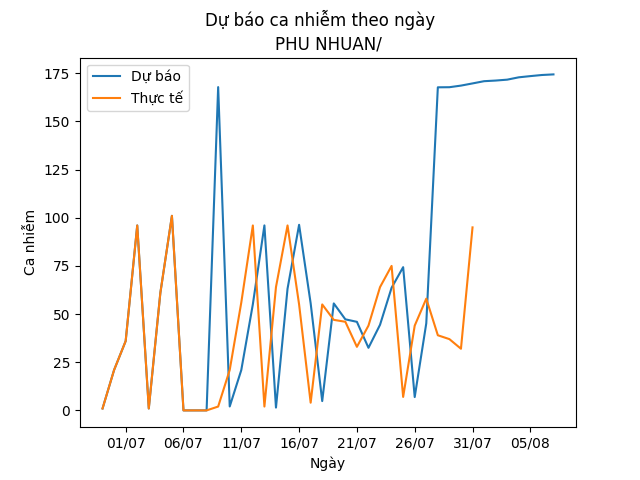 Dự báo ca nhiễm theo ngày
PHU NHUAN/
Dự báo
Thực tế
175
150
125
100
75
50
25
0
Ca nhiễm
01/07 06/07 11/07 16/07 21/07 26/07 31/07 05/08
Ngày